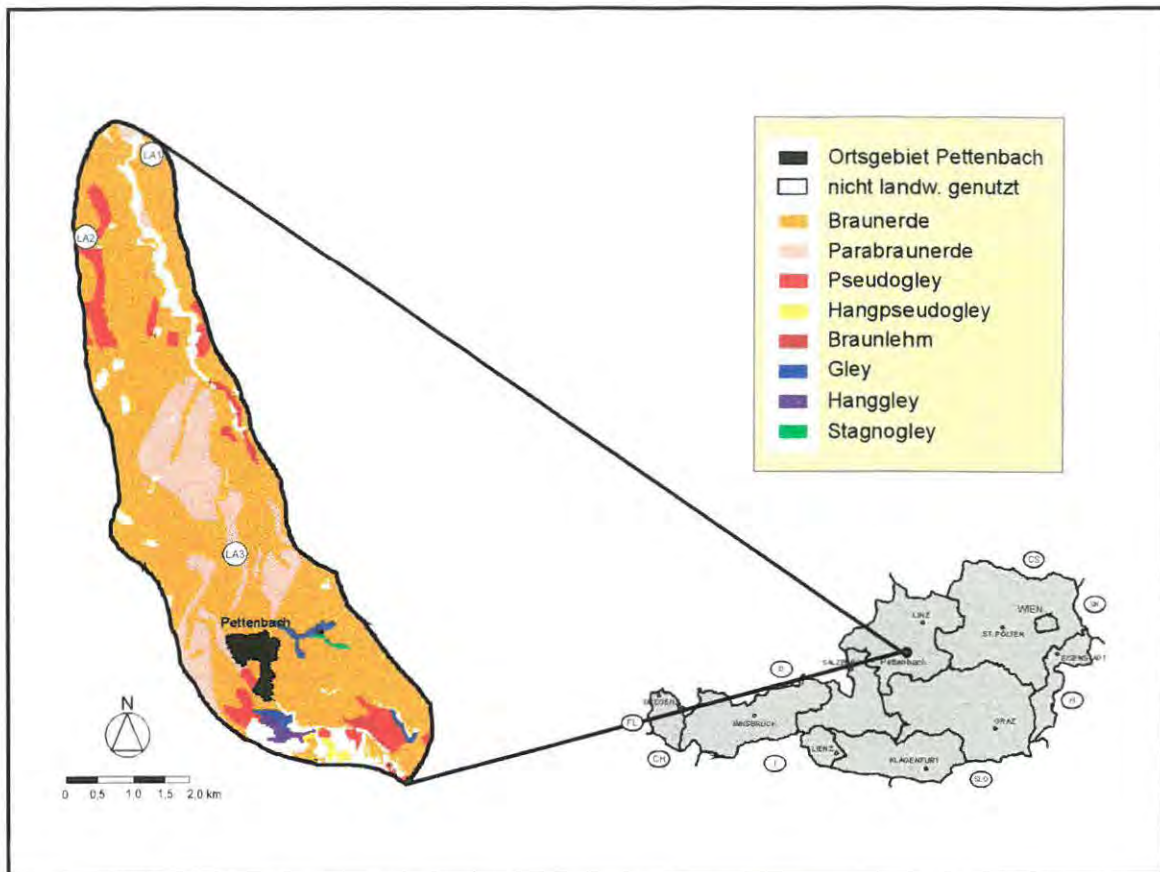 LA1
LA2
LA3
Pettenbach
N
0 0,5 1.0 1,5 2,0 km
Ortsgebiet Pettenbach
nicht landw. genutzt
Braunerde
Parabraunerde
Pseudogley
Hangpseudogley
Braunlehm
Gley
Hanggley
Stagnogley
CS
LINZ
WIEN
SK
ST. PÖLTEN
EISENSTADT
Pettenbach
D
H
FL
INNSBRUCK
GRAZ
LIENZ
KLAGENFURT
CH
I
SLO